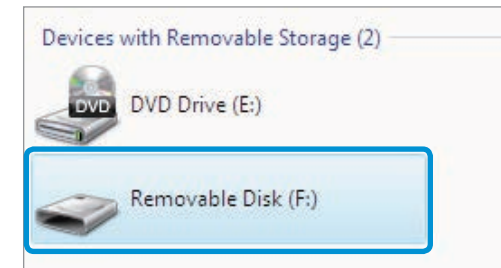 Devices with Removable Storage (2)
DVD
DVD Drive (E:)
Removable Disk (F:)